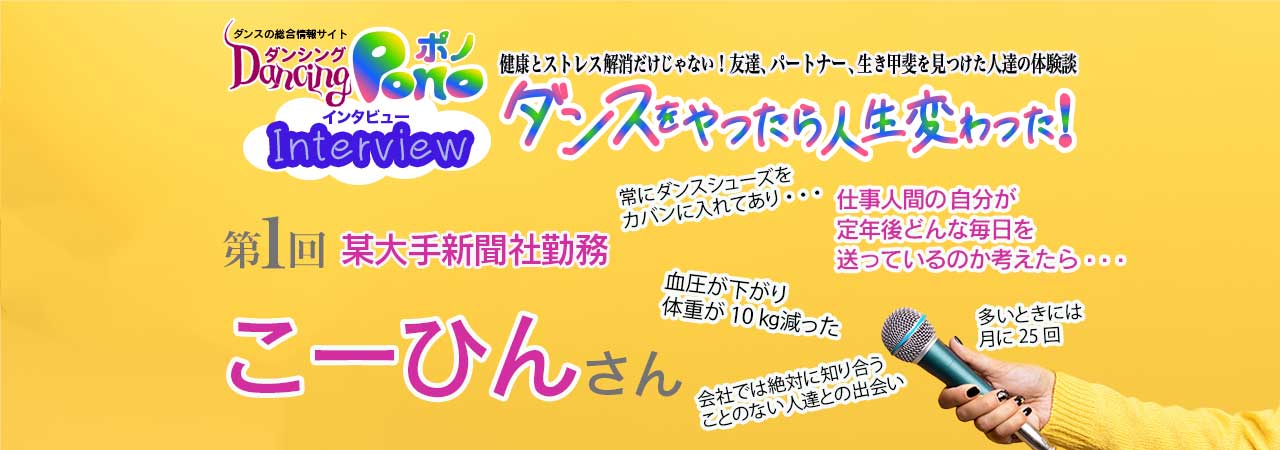 ダンスの総合情報サイト
ダンシング
Dancing
ポノ
Pono
インタビュー
Interview
健康とストレス解消だけじゃない！友達、パートナー、生き甲斐を見つけた人達の体験談
ダンスをやったら人生変わった！
常にダンスシューズを
カバンに入れてあり・・・
仕事人間の自分が
定年後どんな毎日を
送っているのか考えたら・・・
第1回 某大手新聞社勤務
こーひんさん
血圧が下がり
体重が10kg減った
多いときには
月に25回
会社では絶対に知り合う
ことのない人達との出会い